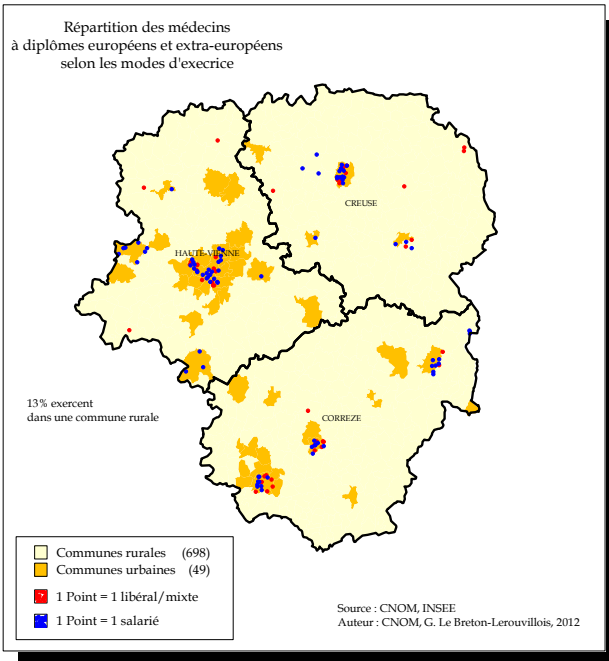 Répartition des médecins
à diplômes européens et extra-européens
selon les modes d'execrice
CREUSE
HAUTE-VIENNE
13% exercent
dans une commune rurale
CORREZE
Communes rurales (698)
Communes urbaines (49)
1 Point = 1 libéral/mixte
1 Point = 1 salarié
Source : CNOM, INSEE
Auteur : CNOM, G. Le Breton-Lerouvillois, 2012